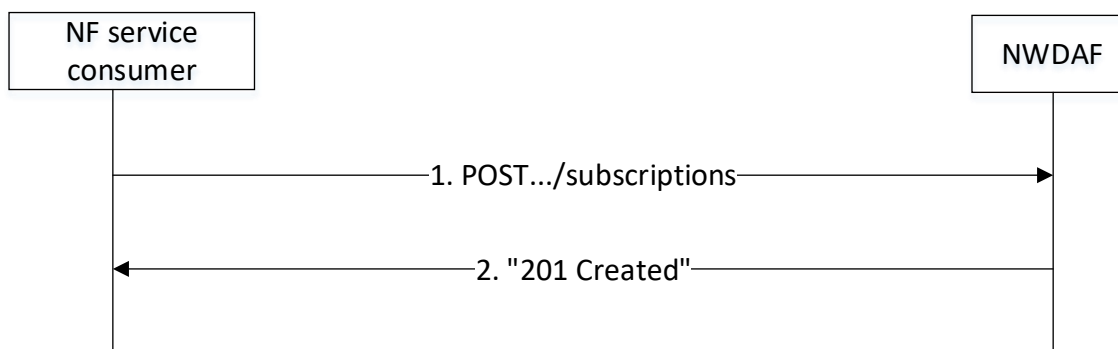 NF service
consumer
NWDAF
1. POST.../subscriptions
2. "201 Created"